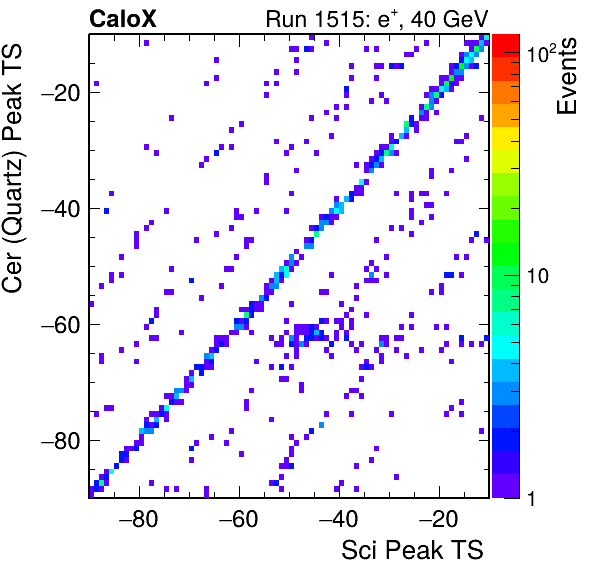 CaloX Run 1515: e⁺, 40 GeV
Cer (Quartz) Peak TS
−20
−40
−60
−80
−80 −60 −40 −20
Sci Peak TS
10²
10
1
Events